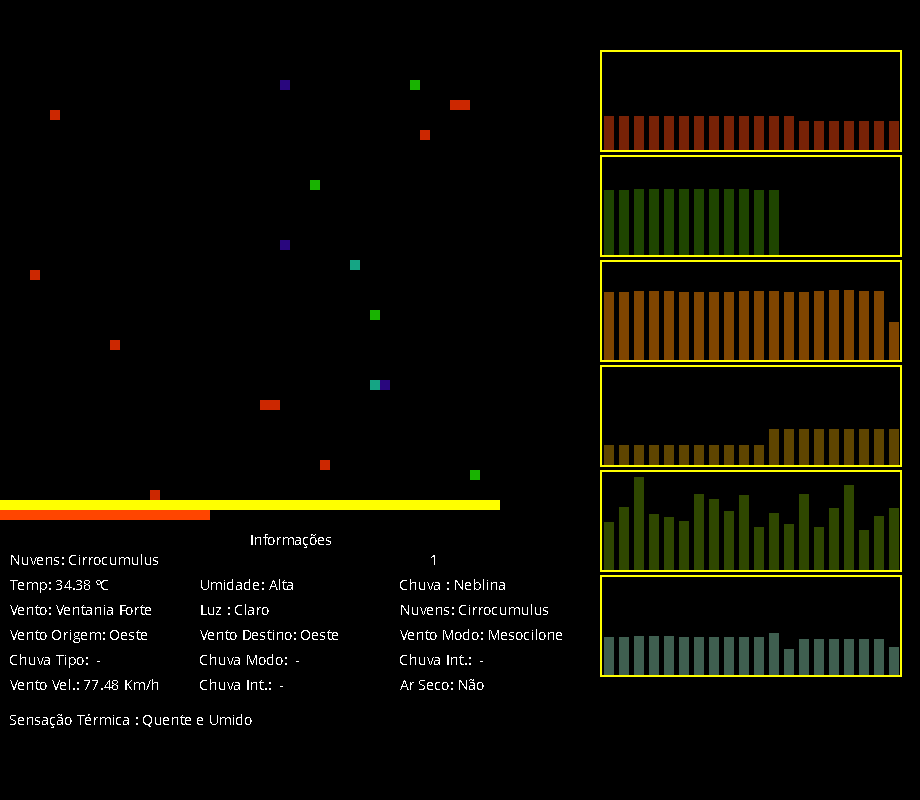 Informações
Nuvens: Cirrocumulus 1
Temp: 34.38 ºC Umidade: Alta Chuva : Neblina
Vento: Ventania Forte Luz : Claro Nuvens: Cirrocumulus
Vento Origem: Oeste Vento Destino: Oeste Vento Modo: Mesocilone
Chuva Tipo: - Chuva Modo: - Chuva Int.: -
Vento Vel.: 77.48 Km/h Chuva Int.: - Ar Seco: Não
Sensação Térmica : Quente e Umido